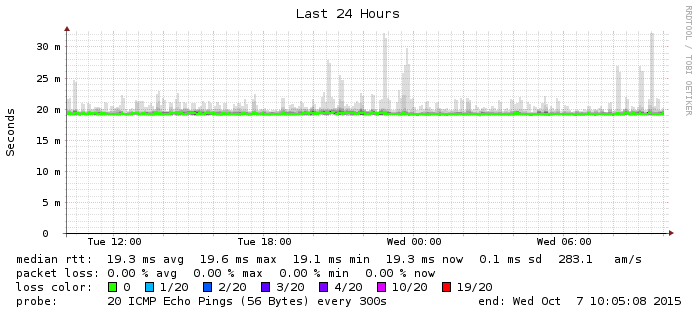 Last 24 Hours
RRDTOOL / TOBI OETIKER
Seconds
30 m
25 m
20 m
15 m
10 m
5 m
0
Tue 12:00 Tue 18:00 Wed 00:00 Wed 06:00
median rtt: 19.3 ms avg 19.6 ms max 19.1 ms min 19.3 ms now 0.1 ms sd 283.1 am/s
packet loss: 0.00 % avg 0.00 % max 0.00 % min 0.00 % now
loss color: 0 1/20 2/20 3/20 4/20 10/20 19/20
probe: 20 ICMP Echo Pings (56 Bytes) every 300s end: Wed Oct 7 10:05:08 2015